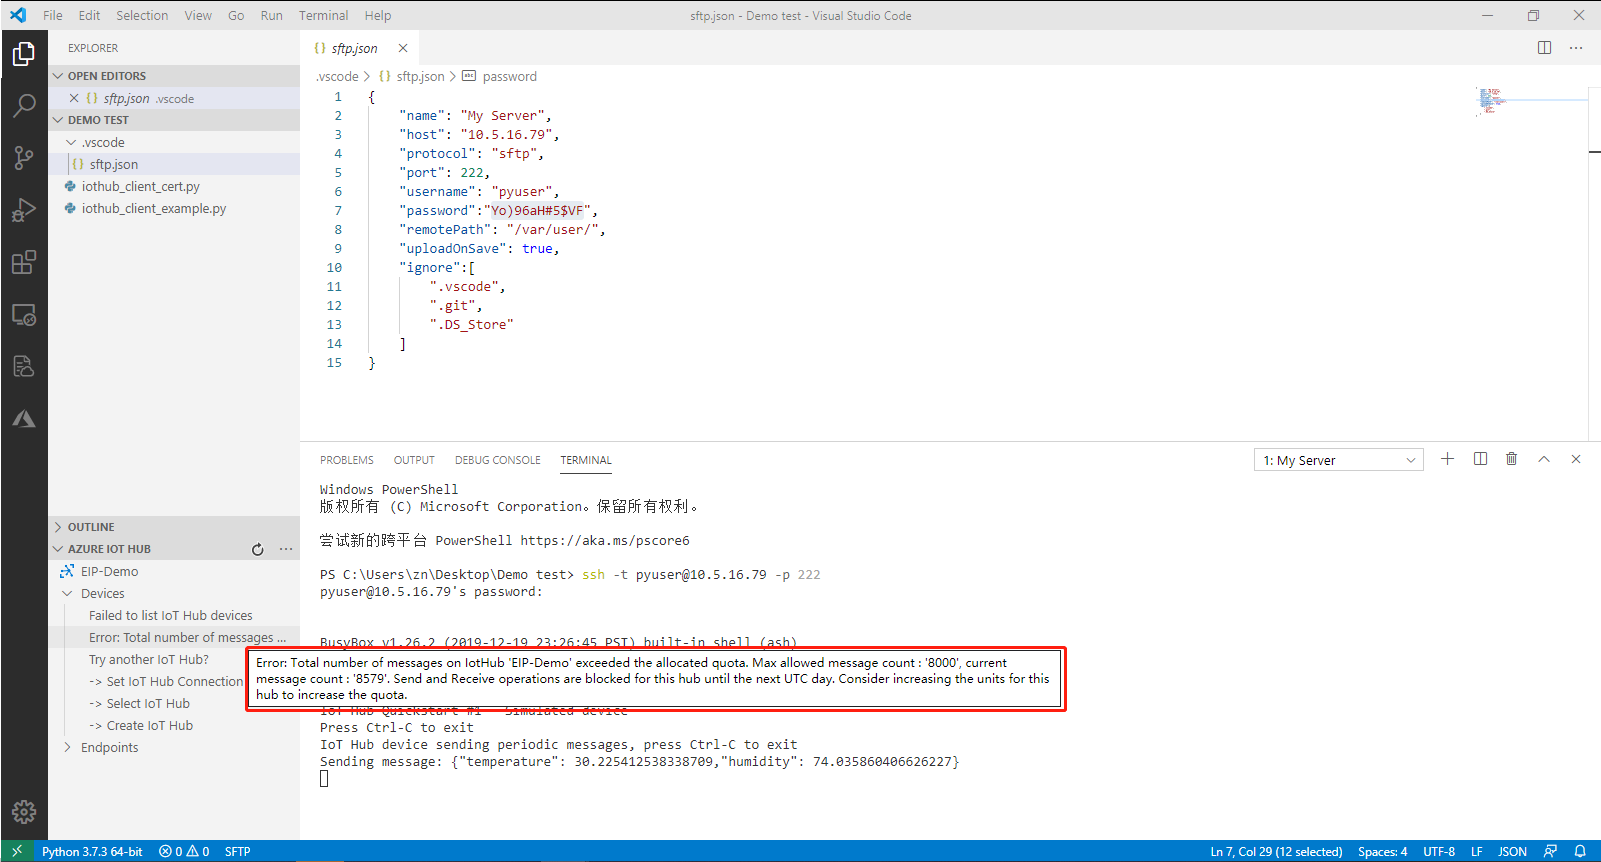 File Edit Selection View Go Run Terminal Help
sftp.json - Demo test - Visual Studio Code
EXPLORER
OPEN EDITORS
{} sftp.json .vscode
DEMO TEST
.vscode
{} sftp.json
iothub_client_cert.py
iothub_client_example.py
OUTLINE
AZURE IOT HUB
EIP-Demo
Devices
Failed to list IoT Hub devices
Error: Total number of messages ...
Try another IoT Hub?
-> Set IoT Hub Connection
-> Select IoT Hub
-> Create IoT Hub
Endpoints
{} sftp.json
.vscode > {} sftp.json > abc password
1 {
2 "name": "My Server",
3 "host": "10.5.16.79",
4 "protocol": "sftp",
5 "port": 222,
6 "username": "pyuser",
7 "password":"Yo)96aH#5$VF",
8 "remotePath": "/var/user/",
9 "uploadOnSave": true,
10 "ignore":[
11 ".vscode",
12 ".git",
13 ".DS_Store"
14 ]
15 }
PROBLEMS OUTPUT DEBUG CONSOLE TERMINAL
1: My Server
Windows PowerShell
版权所有 (C) Microsoft Corporation。保留所有权利。
尝试新的跨平台 PowerShell https://aka.ms/pscore6
PS C:\Users\zn\Desktop\Demo test> ssh -t pyuser@10.5.16.79 -p 222
pyuser@10.5.16.79's password:
BusyBox v1.26.2 (2019-12-19 23:26:45 PST) built-in shell (ash)
Error: Total number of messages on IotHub 'EIP-Demo' exceeded the allocated quota. Max allowed message count : '8000', current
message count : '8579'. Send and Receive operations are blocked for this hub until the next UTC day. Consider increasing the units for this
hub to increase the quota.
IoT Hub Quickstart #1 - Simulated device
Press Ctrl-C to exit
IoT Hub device sending periodic messages, press Ctrl-C to exit
Sending message: {"temperature": 30.225412538338709,"humidity": 74.035860406626227}
Python 3.7.3 64-bit 0 0 SFTP
Ln 7, Col 29 (12 selected) Spaces: 4 UTF-8 LF JSON